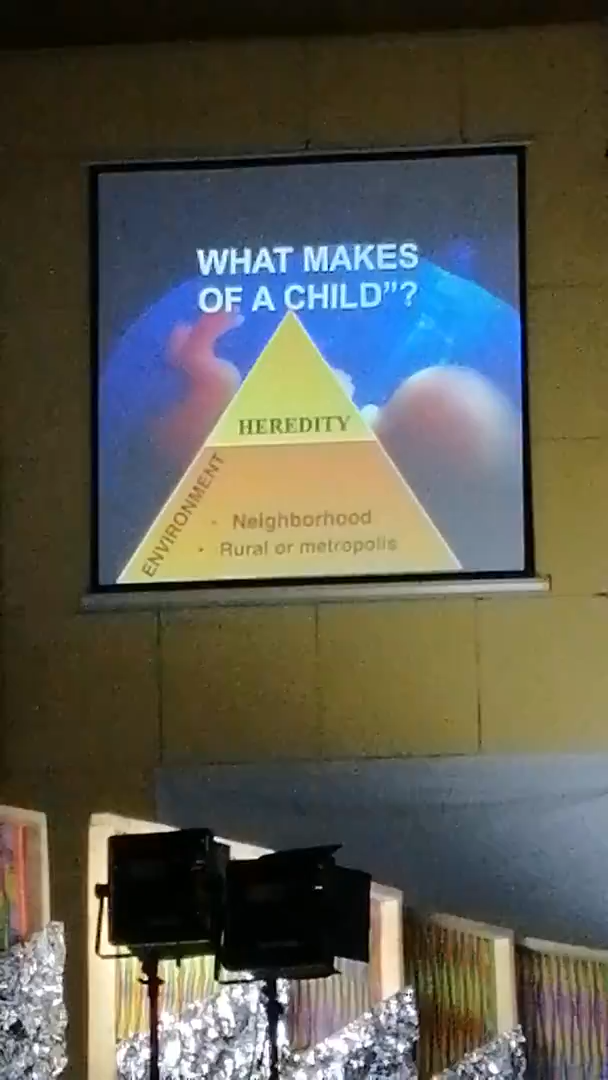 WHAT MAKES
OF A CHILD”?
HEREDITY
ENVIRONMENT
- Neighborhood
• Rural or metropolis